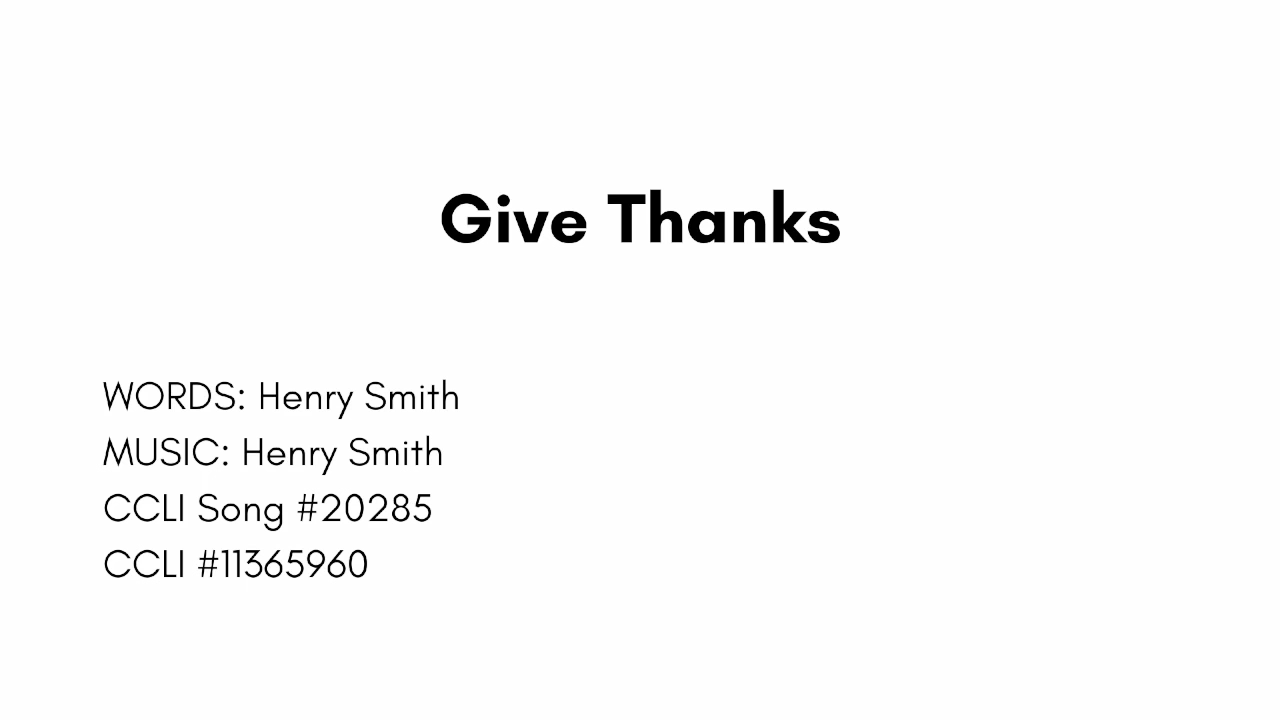 Give Thanks
WORDS: Henry Smith
MUSIC: Henry Smith
CCLI Song #20285
CCLI #11365960